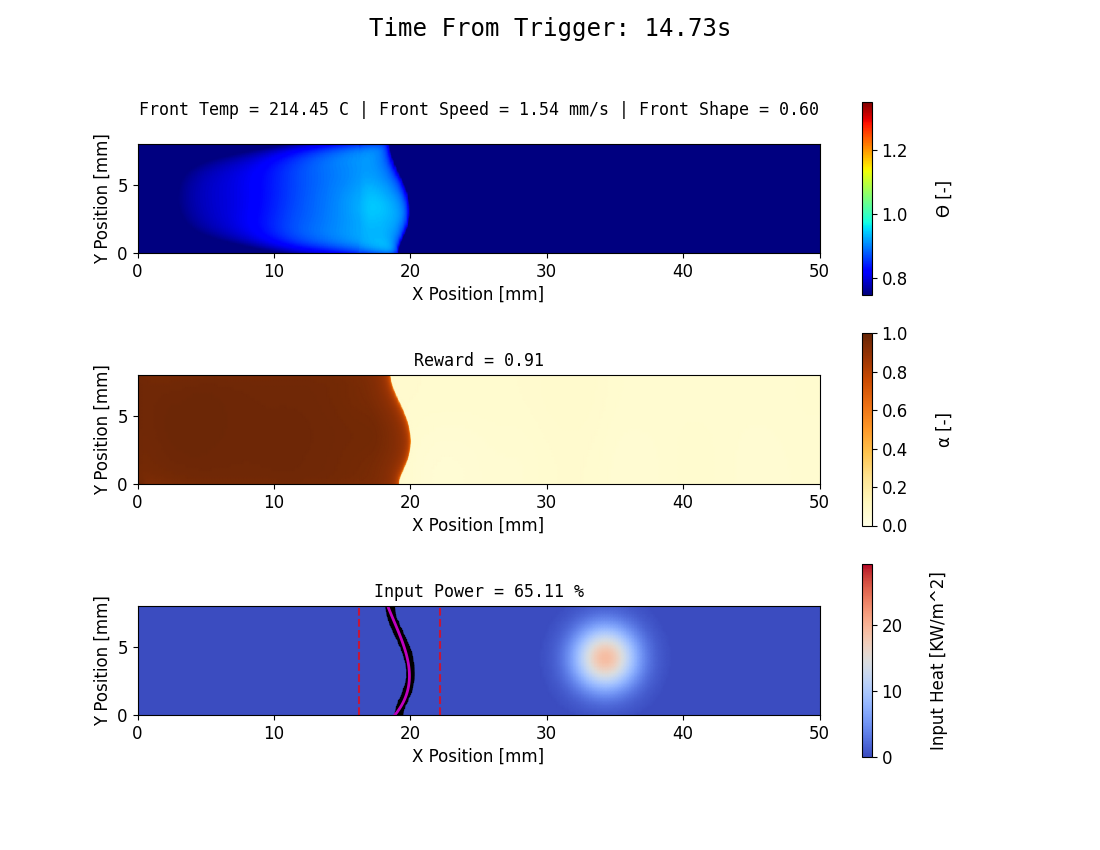 Time From Trigger: 14.73s
Front Temp = 214.45 C | Front Speed = 1.54 mm/s | Front Shape = 0.60
Y Position [mm]
5
0
0 10 20 30 40 50
X Position [mm]
1.2
1.0
0.8
Θ [-]
Reward = 0.91
Y Position [mm]
5
0
0 10 20 30 40 50
X Position [mm]
1.0
0.8
0.6
0.4
0.2
0.0
α [-]
Input Power = 65.11 %
Y Position [mm]
5
0
0 10 20 30 40 50
X Position [mm]
20
10
0
Input Heat [KW/m^2]